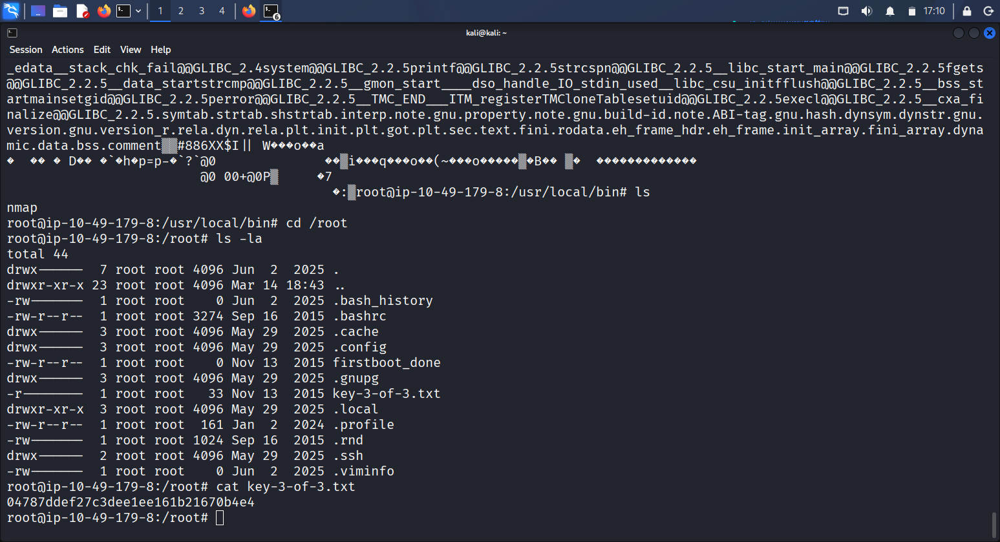 1 2 3 4 6 17:10
kali@kali: ~
Session Actions Edit View Help
_edata__stack_chk_fail@@GLIBC_2.4system@@GLIBC_2.2.5printf@@GLIBC_2.2.5strcspn@@GLIBC_2.2.5__libc_start_main@@GLIBC_2.2.5fgets
@@GLIBC_2.2.5__data_startstrcmp@@GLIBC_2.2.5__gmon_start____dso_handle_IO_stdin_used__libc_csu_initfflush@@GLIBC_2.2.5__bss_st
artmainsetgid@@GLIBC_2.2.5perror@@GLIBC_2.2.5__TMC_END___ITM_registerTMCloneTablesetuid@@GLIBC_2.2.5execl@@GLIBC_2.2.5__cxa_fi
nalize@@GLIBC_2.2.5.symtab.strtab.shstrtab.interp.note.gnu.property.note.gnu.build-id.note.ABI-tag.gnu.hash.dynsym.dynstr.gnu.
version.gnu.version_r.rela.dyn.rela.plt.init.plt.got.plt.sec.text.fini.rodata.eh_frame_hdr.eh_frame.init_array.fini_array.dyna
mic.data.bss.comment▒▒#886XX$I|| W���o��a
�  �� � D�� �`�h�p=p-�`?`@0 ��▒i���q���o��(~���o�����▒�B�� ▒�  �������������
@0 00+@0P▒ �7
�:▒root@ip-10-49-179-8:/usr/local/bin# ls
nmap
root@ip-10-49-179-8:/usr/local/bin# cd /root
root@ip-10-49-179-8:/root# ls -la
total 44
drwx------  7 root root 4096 Jun  2  2025 .
drwxr-xr-x 23 root root 4096 Mar 14 18:43 ..
-rw-------  1 root root    0 Jun  2  2025 .bash_history
-rw-r--r--  1 root root 3274 Sep 16  2015 .bashrc
drwx------  3 root root 4096 May 29  2025 .cache
drwx------  3 root root 4096 May 29  2025 .config
-rw-r--r--  1 root root    0 Nov 13  2015 firstboot_done
drwx------  3 root root 4096 May 29  2025 .gnupg
-r--------  1 root root   33 Nov 13  2015 key-3-of-3.txt
drwxr-xr-x  3 root root 4096 May 29  2025 .local
-rw-r--r--  1 root root  161 Jan  2  2024 .profile
-rw-------  1 root root 1024 Sep 16  2015 .rnd
drwx------  2 root root 4096 May 29  2025 .ssh
-rw-------  1 root root    0 Jun  2  2025 .viminfo
root@ip-10-49-179-8:/root# cat key-3-of-3.txt
04787ddef27c3dee1ee161b21670b4e4
root@ip-10-49-179-8:/root#